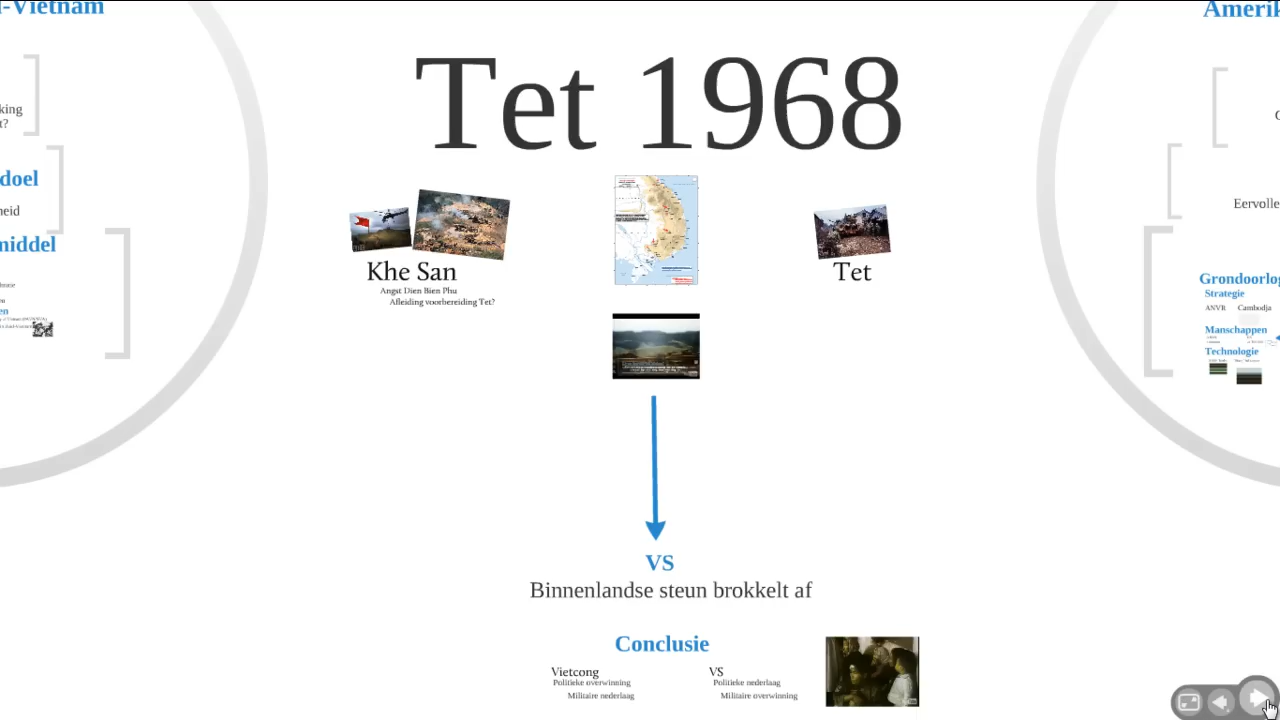 -Vietnam
Amerik
Tet 1968
king
t?
doel
heid
middel
en
Eervolle
Khe San
Angst Dien Bien Phu
Afleiding voorbereiding Tet?
Tet
Grondoorlog
Strategie
ANVR Cambodja
Manschappen
Technologie
VS
Binnenlandse steun brokkelt af
Conclusie
Vietcong
Politieke overwinning
Militaire nederlaag
VS
Politieke nederlaag
Militaire overwinning